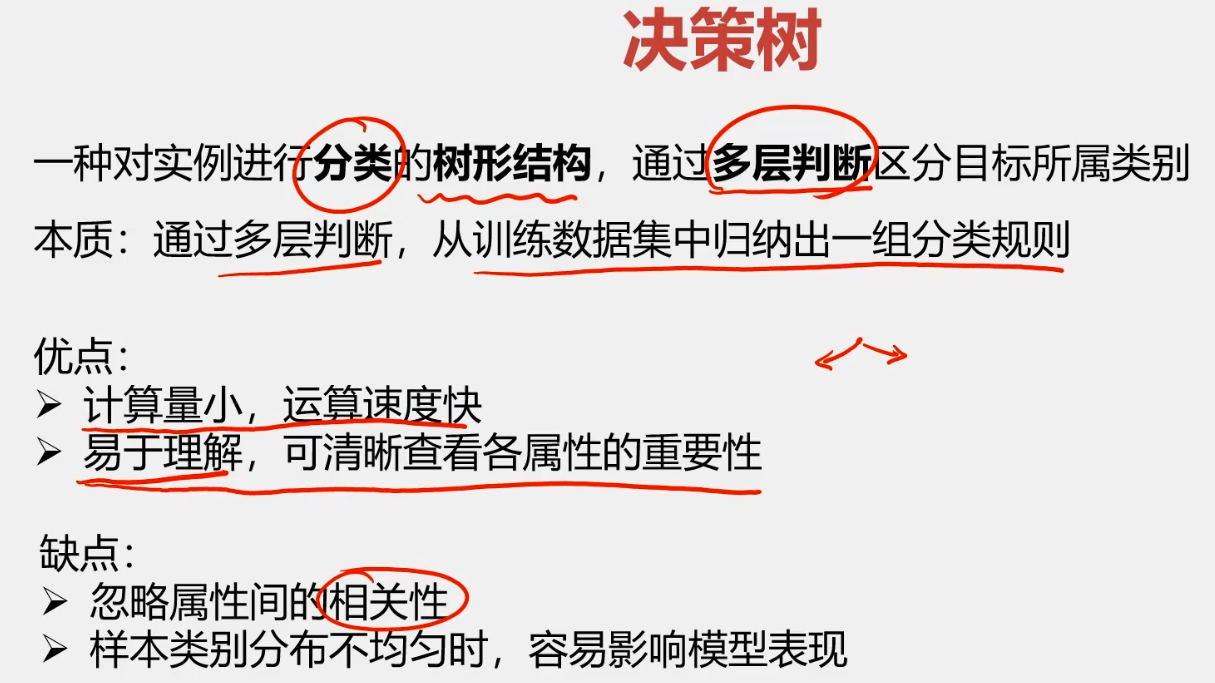 决策树
一种对实例进行分类的树形结构，通过多层判断区分目标所属类别
本质：通过多层判断，从训练数据集中归纳出一组分类规则
优点：
➢ 计算量小，运算速度快
➢ 易于理解，可清晰查看各属性的重要性
缺点：
➢ 忽略属性间的相关性
➢ 样本类别分布不均匀时，容易影响模型表现